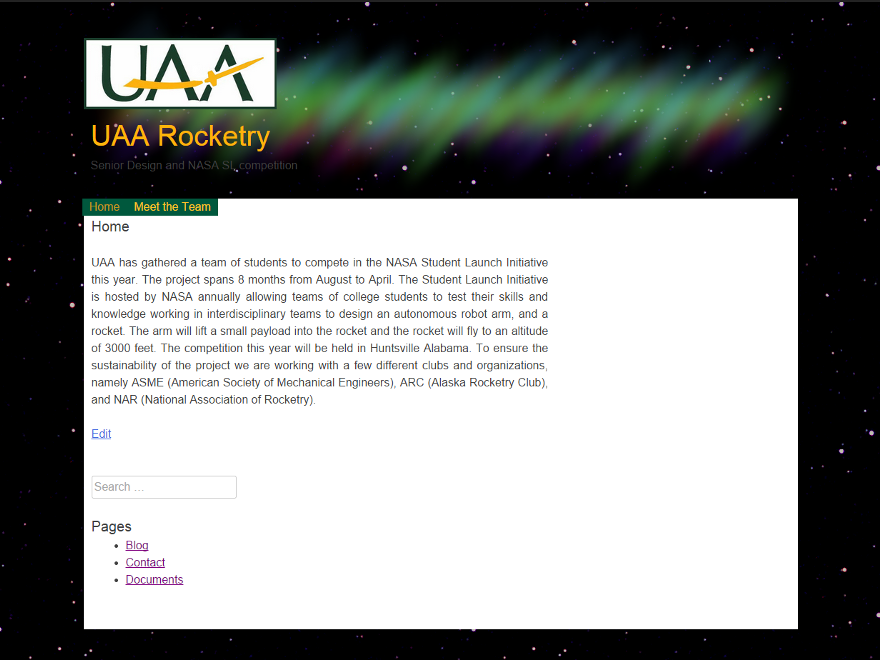 UAA
UAA Rocketry
Senior Design and NASA SL competition
Home Meet the Team
Home
UAA has gathered a team of students to compete in the NASA Student Launch Initiative
this year. The project spans 8 months from August to April. The Student Launch Initiative
is hosted by NASA annually allowing teams of college students to test their skills and
knowledge working in interdisciplinary teams to design an autonomous robot arm, and a
rocket. The arm will lift a small payload into the rocket and the rocket will fly to an altitude
of 3000 feet. The competition this year will be held in Huntsville Alabama. To ensure the
sustainability of the project we are working with a few different clubs and organizations,
namely ASME (American Society of Mechanical Engineers), ARC (Alaska Rocketry Club),
and NAR (National Association of Rocketry).
Edit
Search …
Pages
Blog
Contact
Documents